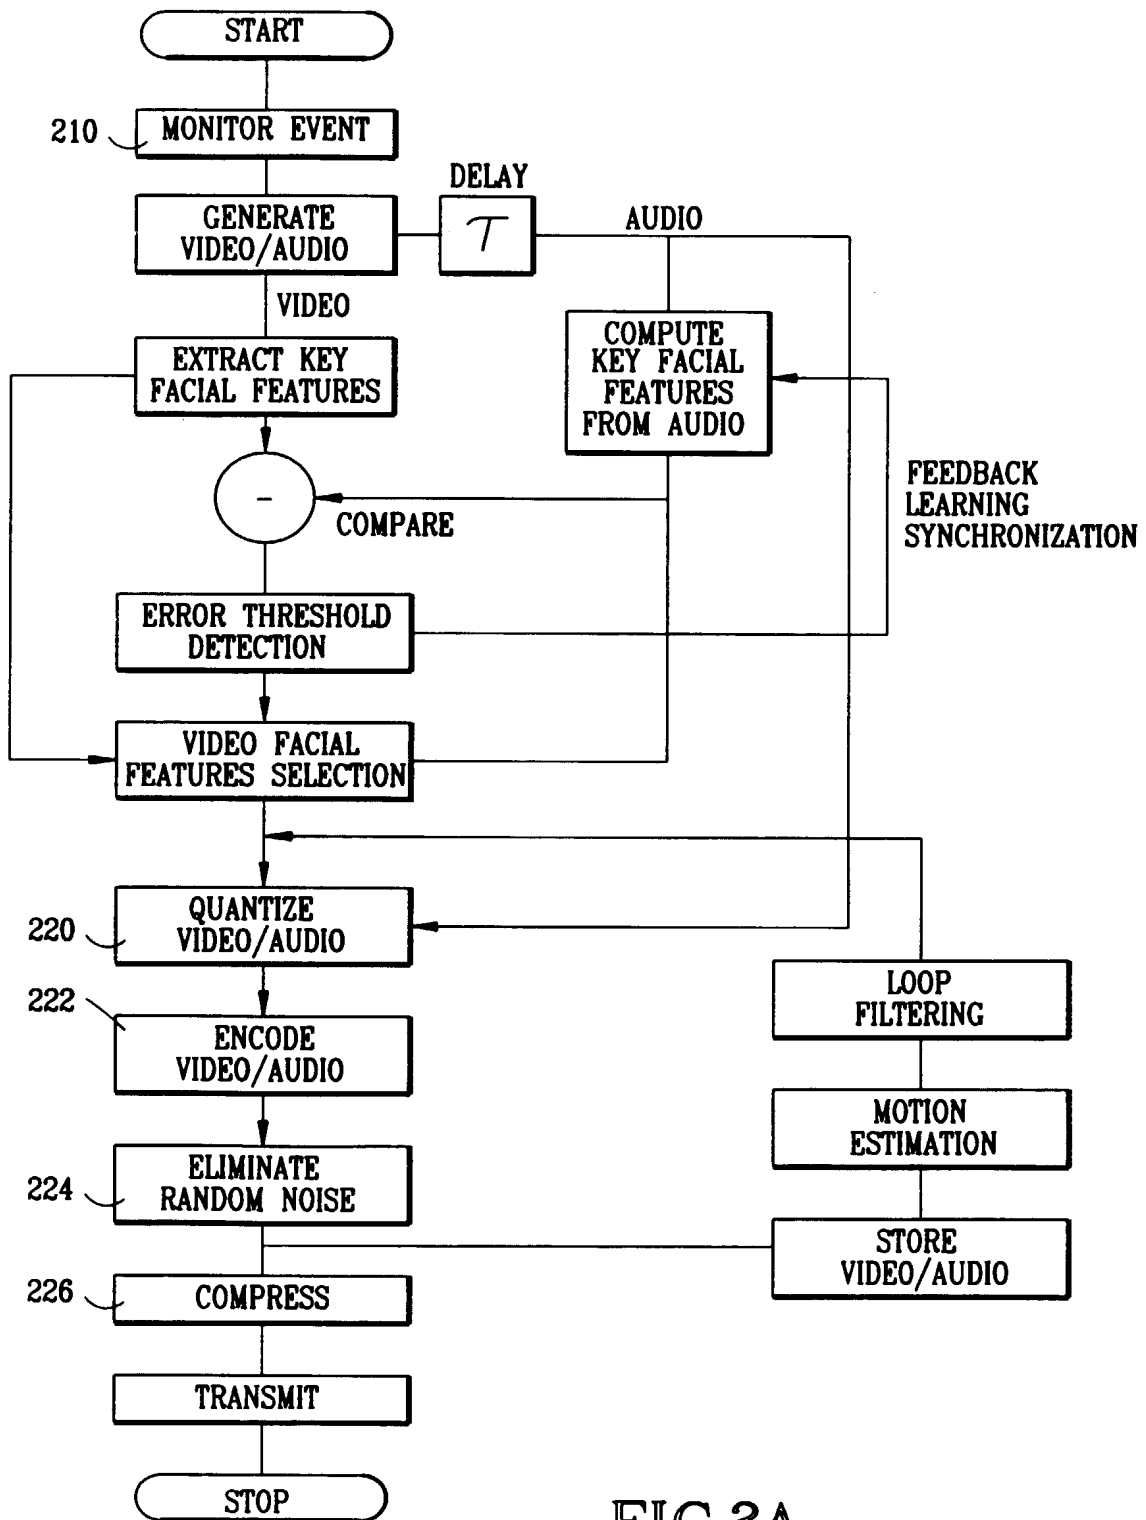 START
210
MONITOR EVENT
DELAY
GENERATE
VIDEO/AUDIO
T
AUDIO
VIDEO
EXTRACT KEY
FACIAL FEATURES
COMPUTE
KEY FACIAL
FEATURES
FROM AUDIO
-
COMPARE
FEEDBACK
LEARNING
SYNCHRONIZATION
ERROR THRESHOLD
DETECTION
VIDEO FACIAL
FEATURES SELECTION
220
QUANTIZE
VIDEO/AUDIO
LOOP
FILTERING
222
ENCODE
VIDEO/AUDIO
MOTION
ESTIMATION
224
ELIMINATE
RANDOM NOISE
STORE
VIDEO/AUDIO
226
COMPRESS
TRANSMIT
STOP
FIG.3A